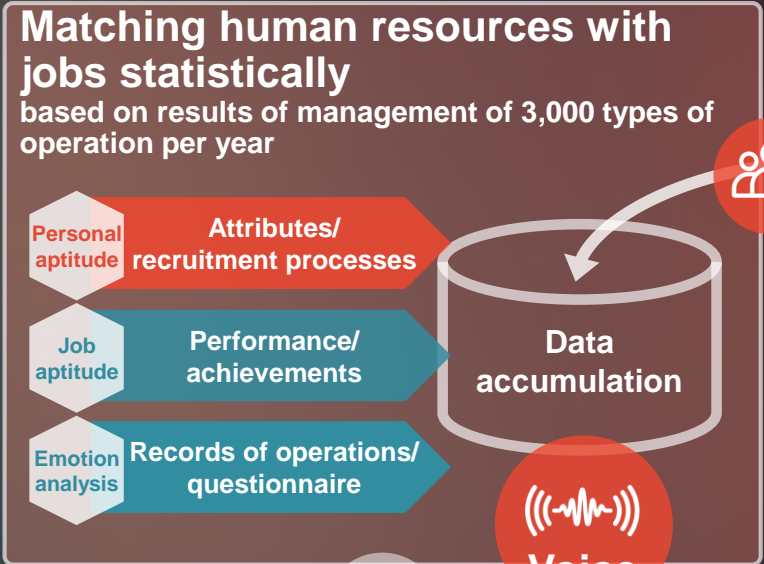 Matching human resources with
jobs statistically
based on results of management of 3,000 types of
operation per year
Personal
aptitude
Attributes/
recruitment processes
Job
aptitude
Performance/
achievements
Data
accumulation
Emotion
analysis
Records of operations/
questionnaire
Voice